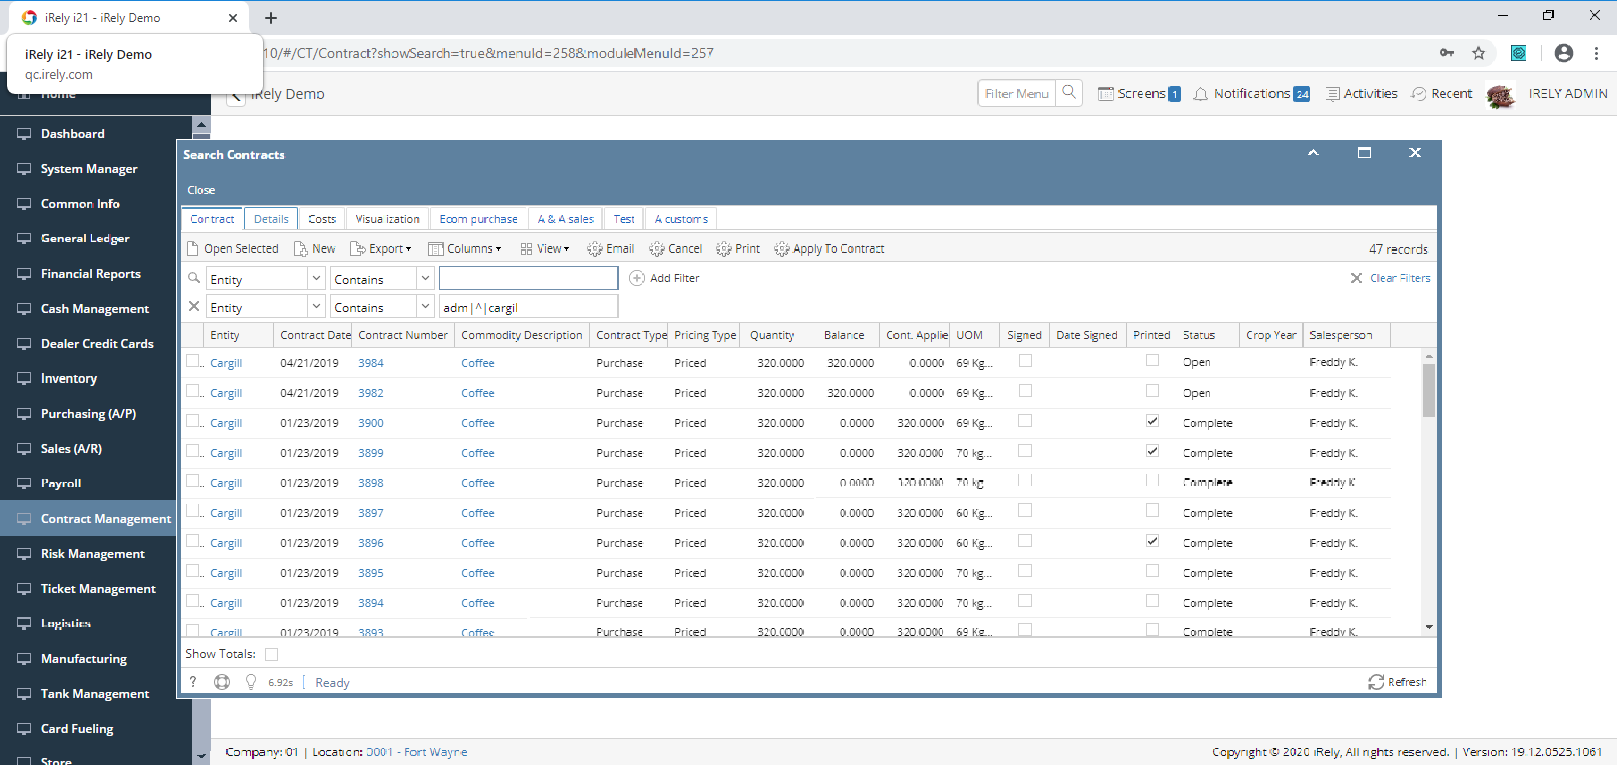 iRely i21 - iRely Demo
iRely i21 - iRely Demo
qc.irely.com
10/#/CT/Contract?showSearch=true&menuId=258&moduleMenuId=257
Home
iRely Demo
Filter Menu
Screens 1
Notifications 24
Activities
Recent
IRELY ADMIN
Dashboard
System Manager
Common Info
General Ledger
Financial Reports
Cash Management
Dealer Credit Cards
Inventory
Purchasing (A/P)
Sales (A/R)
Payroll
Contract Management
Risk Management
Ticket Management
Logistics
Manufacturing
Tank Management
Card Fueling
Store
Search Contracts
Close
Contract Details Costs Visualization Ecom purchase A & A sales Test A customs
Open Selected New Export Columns View Email Cancel Print Apply To Contract 47 records
Entity Contains Add Filter Clear Filters
Entity Contains adm|^|cargil
Entity Contract Date Contract Number Commodity Description Contract Type Pricing Type Quantity Balance Cont. Applie UOM Signed Date Signed Printed Status Crop Year Salesperson
Cargill 04/21/2019 3984 Coffee Purchase Priced 320.0000 320.0000 0.0000 69 Kg... Open Freddy K.
Cargill 04/21/2019 3982 Coffee Purchase Priced 320.0000 320.0000 0.0000 69 Kg... Open Freddy K.
Cargill 01/23/2019 3900 Coffee Purchase Priced 320.0000 0.0000 320.0000 69 Kg... Complete Freddy K.
Cargill 01/23/2019 3899 Coffee Purchase Priced 320.0000 0.0000 320.0000 70 kg... Complete Freddy K.
Cargill 01/23/2019 3898 Coffee Purchase Priced 320.0000 0.0000 320.0000 70 kg Complete Freddy K.
Cargill 01/23/2019 3897 Coffee Purchase Priced 320.0000 0.0000 320.0000 60 Kg... Complete Freddy K.
Cargill 01/23/2019 3896 Coffee Purchase Priced 320.0000 0.0000 320.0000 60 Kg... Complete Freddy K.
Cargill 01/23/2019 3895 Coffee Purchase Priced 320.0000 0.0000 320.0000 70 kg... Complete Freddy K.
Cargill 01/23/2019 3894 Coffee Purchase Priced 320.0000 0.0000 320.0000 70 kg... Complete Freddy K.
Cargill 01/23/2019 3893 Coffee Purchase Priced 320.0000 0.0000 320.0000 69 Kg... Complete Freddy K.
Show Totals:
? 6.92s Ready Refresh
Company: 01 | Location: 0001 - Fort Wayne
Copyright © 2020 iRely, All rights reserved. | Version: 19.12.0525.1061